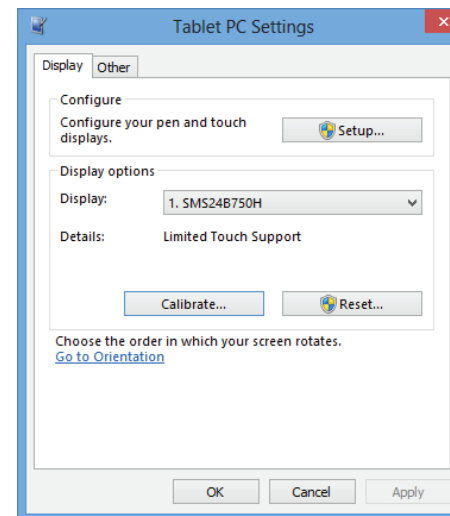 Tablet PC Settings
Display Other
Configure
Configure your pen and touch
displays.
Setup...
Display options
Display: 1. SMS24B750H
Details: Limited Touch Support
Calibrate... Reset...
Choose the order in which your screen rotates.
Go to Orientation
OK Cancel Apply